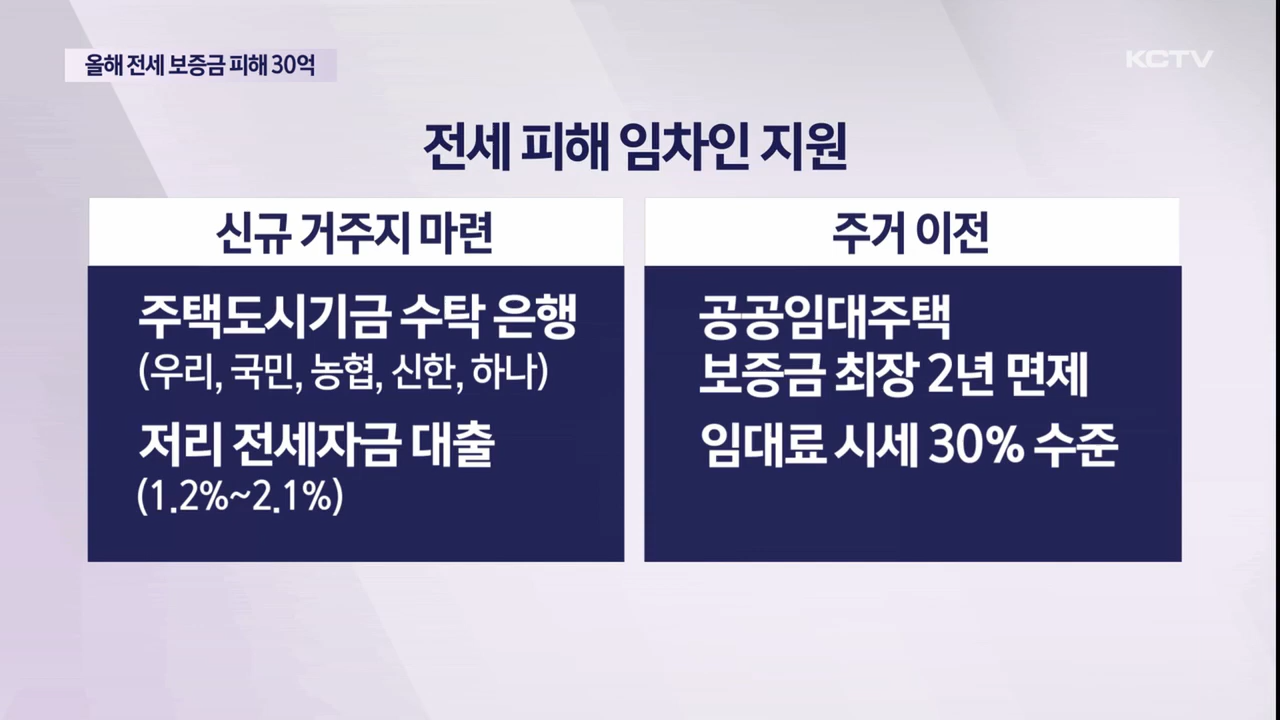 올해 전세 보증금 피해 30억
KCTV
전세 피해 임차인 지원
신규 거주지 마련
주택도시기금 수탁 은행
(우리, 국민, 농협, 신한, 하나)
저리 전세자금 대출
(1.2%~2.1%)
주거 이전
공공임대주택
보증금 최장 2년 면제
임대료 시세 30% 수준